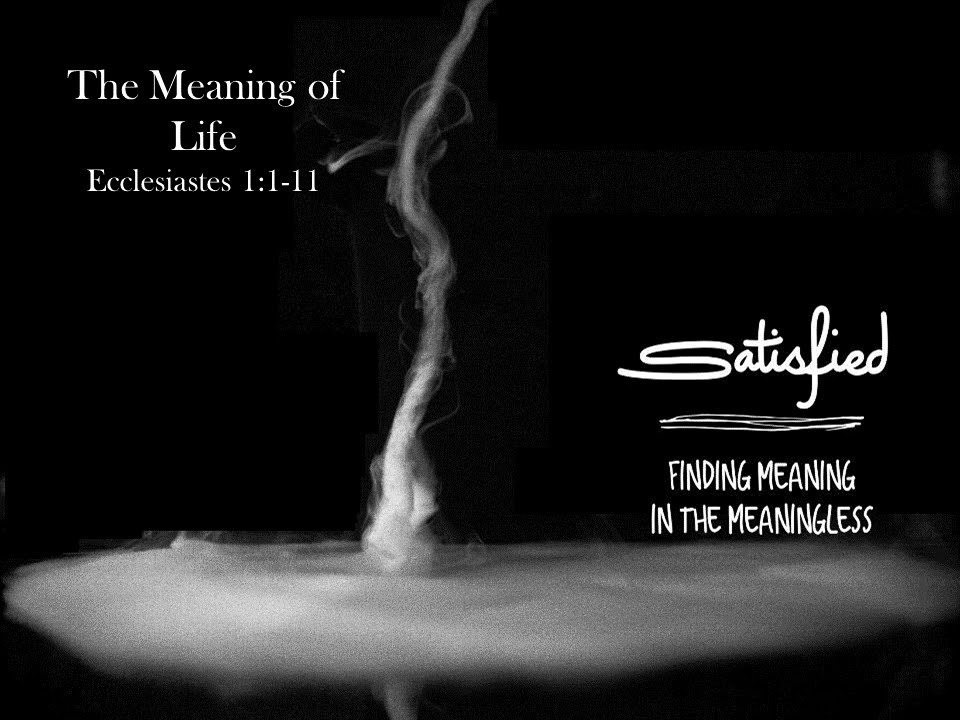 The Meaning of
Life
Ecclesiastes 1:1-11
Satisfied
FINDING MEANING
IN THE MEANINGLESS